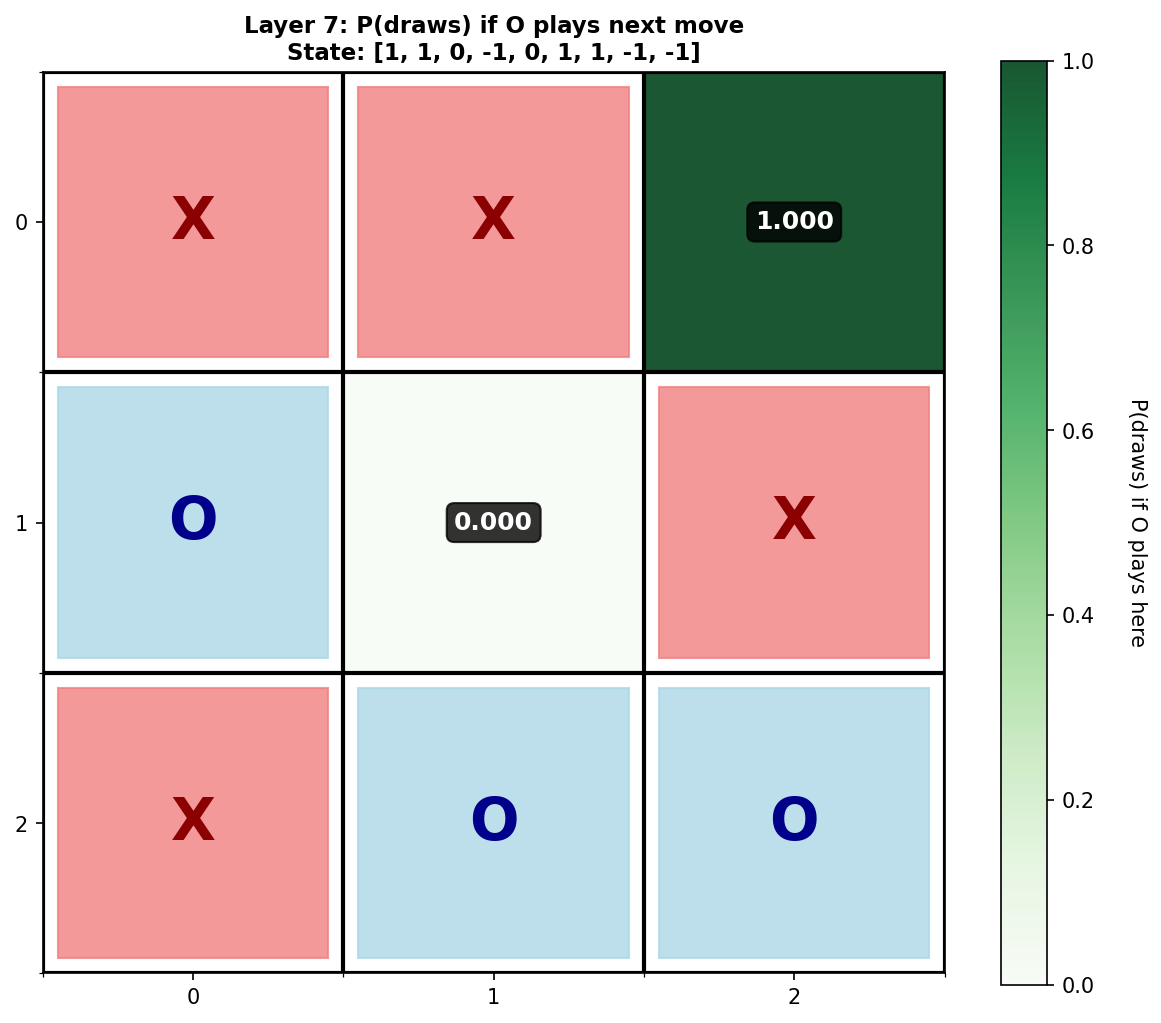 Layer 7: P(draws) if O plays next move
State: [1, 1, 0, -1, 0, 1, 1, -1, -1]
0
X
X
1.000
1
O
0.000
X
2
X
O
O
0
1
2
1.0
0.8
0.6
0.4
0.2
0.0
P(draws) if O plays here